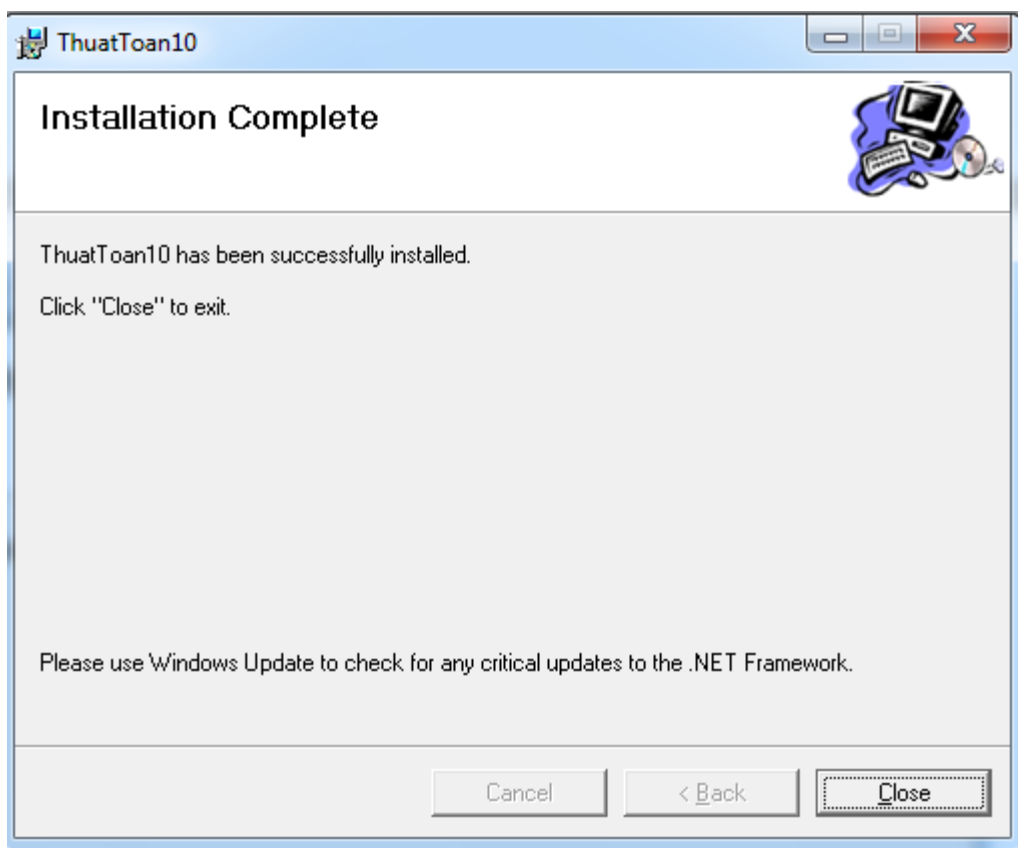 ThuatToan10
Installation Complete
ThuatToan10 has been successfully installed.
Click "Close" to exit.
Please use Windows Update to check for any critical updates to the .NET Framework.
Cancel
< Back
Close